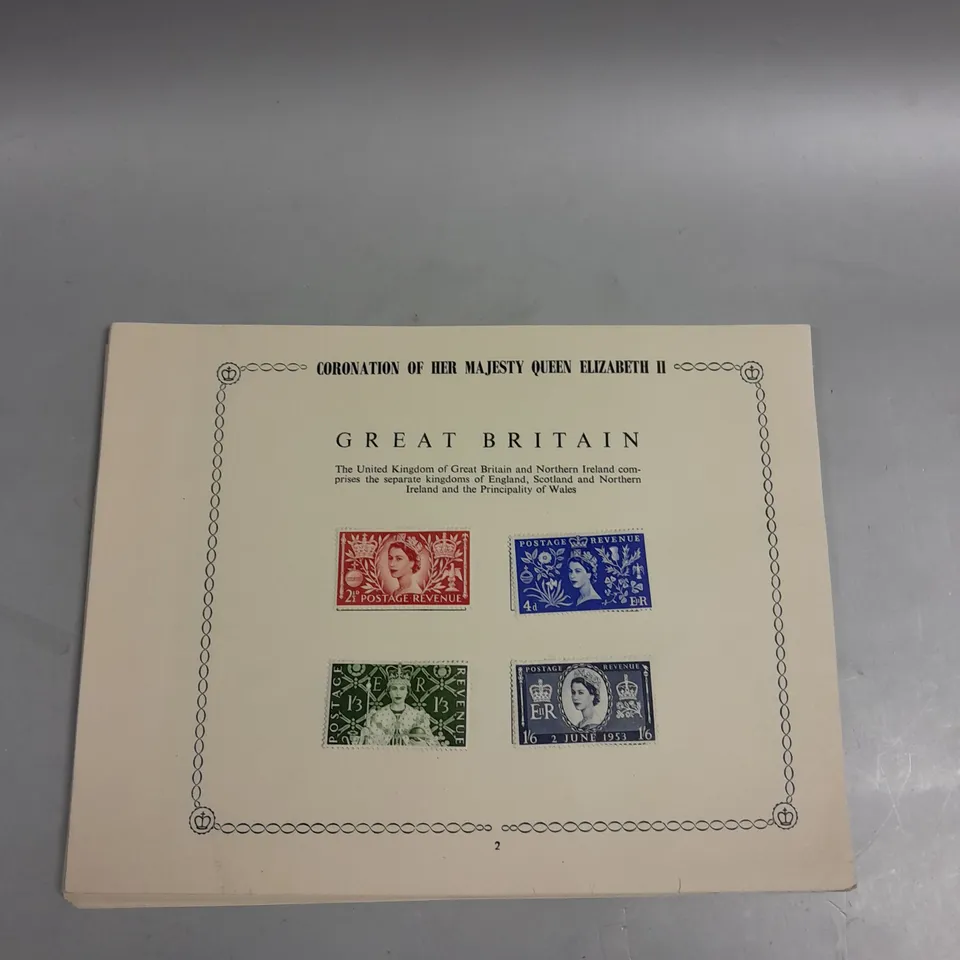 CORONATION OF HER MAJESTY QUEEN ELIZABETH II
GREAT BRITAIN
The United Kingdom of Great Britain and Northern Ireland com-
prises the separate kingdoms of England, Scotland and Northern
Ireland and the Principality of Wales
2½D POSTAGE REVENUE
POSTAGE REVENUE
4d EIIR
POSTAGE
E R
1/3 1/3
REVENUE
POSTAGE REVENUE
EIIR
1/6 2 JUNE 1953 1/6
2